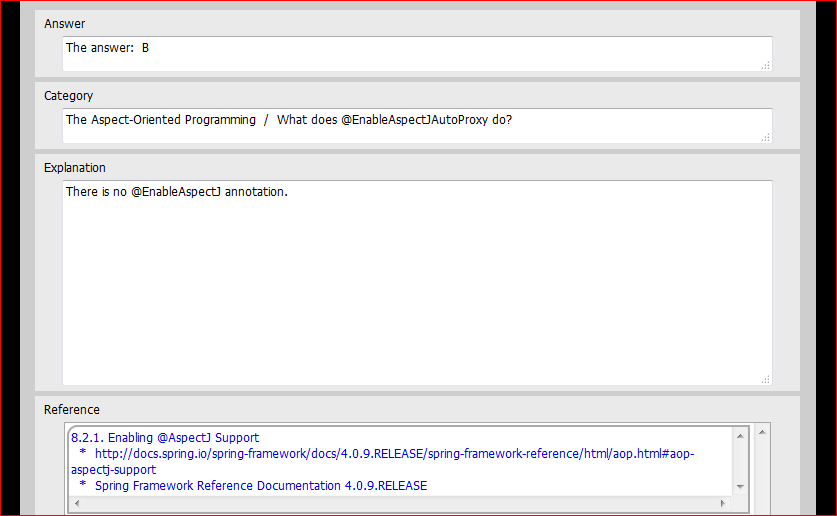 Answer
The answer:  B
Category
The Aspect-Oriented Programming  /  What does @EnableAspectJAutoProxy do?
Explanation
There is no @EnableAspectJ annotation.
Reference
8.2.1. Enabling @AspectJ Support
*  http://docs.spring.io/spring-framework/docs/4.0.9.RELEASE/spring-framework-reference/html/aop.html#aop-
aspectj-support
*  Spring Framework Reference Documentation 4.0.9.RELEASE